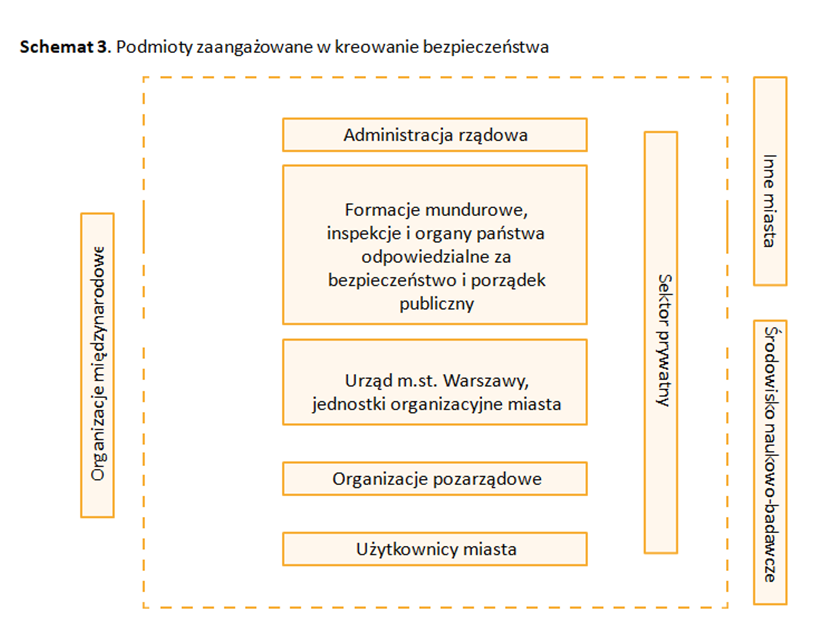 Schemat 3. Podmioty zaangażowane w kreowanie bezpieczeństwa
Administracja rządowa
Formacje mundurowe,
inspekcje i organy państwa
odpowiedzialne za
bezpieczeństwo i porządek
publiczny
Urząd m.st. Warszawy,
jednostki organizacyjne miasta
Organizacje pozarządowe
Użytkownicy miasta
Organizacje międzynarodowe
Sektor prywatny
Inne miasta
Środowisko naukowo-badawcze